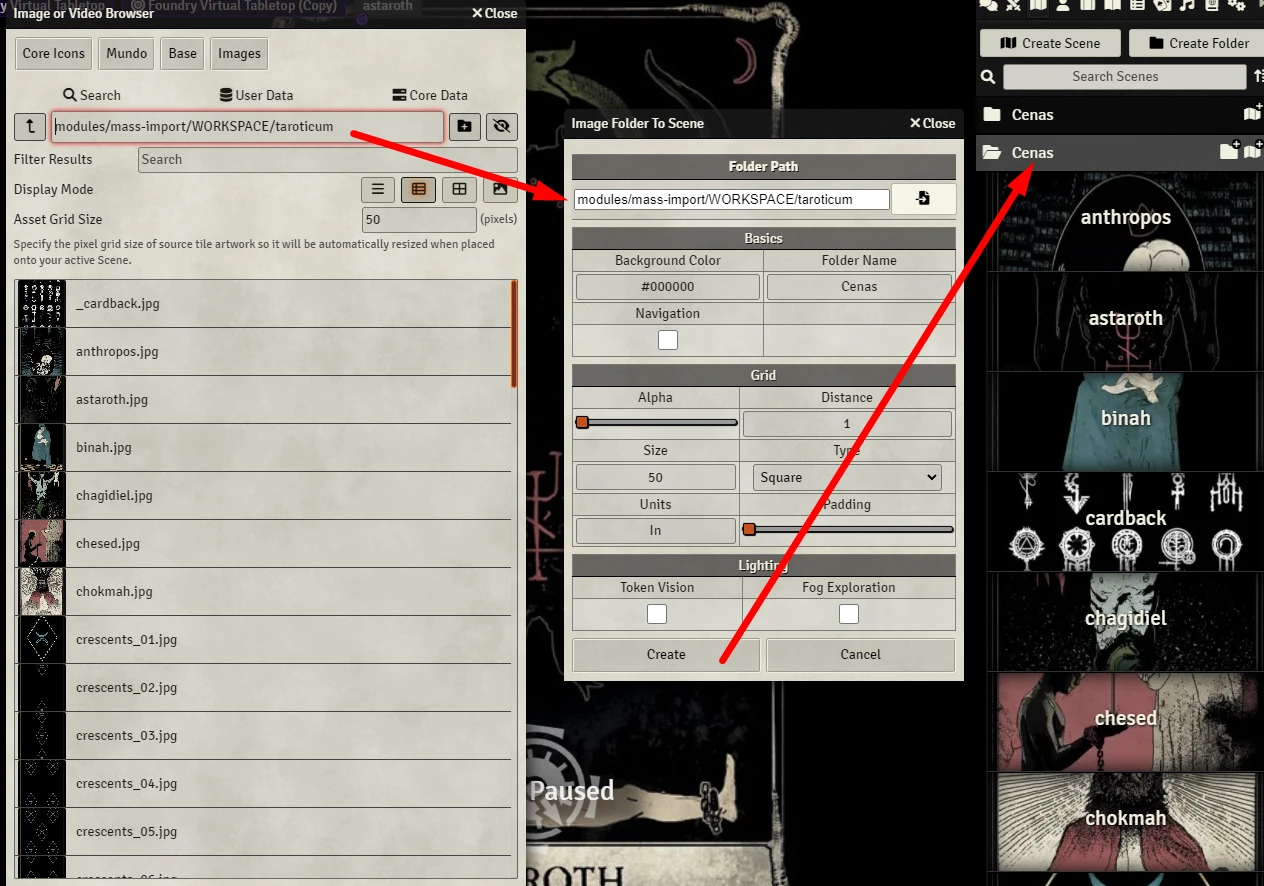 y Virtual Tabletop
Foundry Virtual Tabletop (Copy)
astaroth
Image or Video Browser
Close
Core Icons
Mundo
Base
Images
Search
User Data
Core Data
modules/mass-import/WORKSPACE/taroticum
Filter Results
Search
Display Mode
Asset Grid Size
50
(pixels)
Specify the pixel grid size of source tile artwork so it will be automatically resized when placed
onto your active Scene.
_cardback.jpg
anthropos.jpg
astaroth.jpg
binah.jpg
chagidiel.jpg
chesed.jpg
chokmah.jpg
crescents_01.jpg
crescents_02.jpg
crescents_03.jpg
crescents_04.jpg
crescents_05.jpg
Image Folder To Scene
Close
Folder Path
modules/mass-import/WORKSPACE/taroticum
Basics
Background Color
Folder Name
#000000
Cenas
Navigation
Grid
Alpha
Distance
1
Size
Type
50
Square
Units
Padding
In
Lighting
Token Vision
Fog Exploration
Create
Cancel
Paused
ROTH
Create Scene
Create Folder
Search Scenes
Cenas
Cenas
anthropos
astaroth
binah
cardback
chagidiel
chesed
chokmah